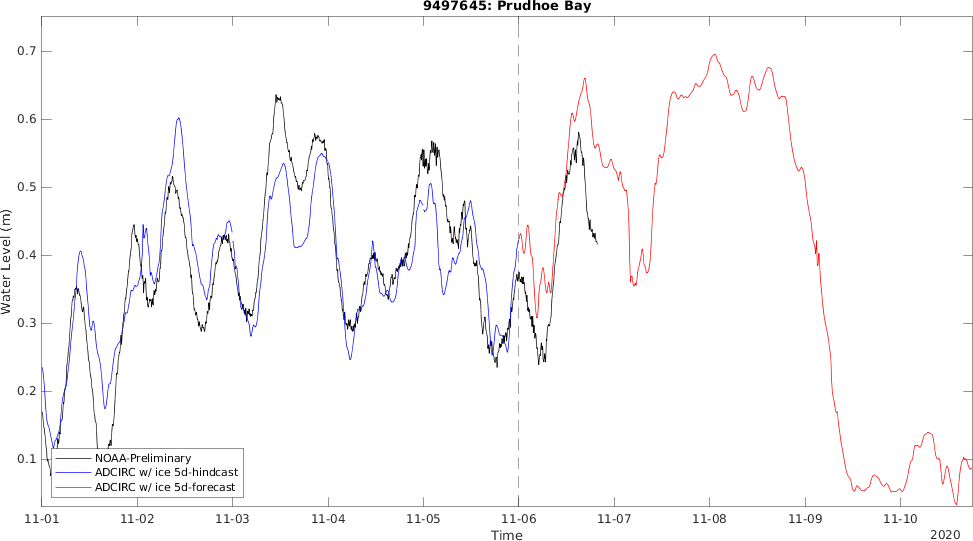 9497645: Prudhoe Bay
Water Level (m)
0.7
0.6
0.5
0.4
0.3
0.2
0.1
NOAA-Preliminary
ADCIRC w/ ice 5d-hindcast
ADCIRC w/ ice 5d-forecast
11-01 11-02 11-03 11-04 11-05 11-06 11-07 11-08 11-09 11-10
Time
2020